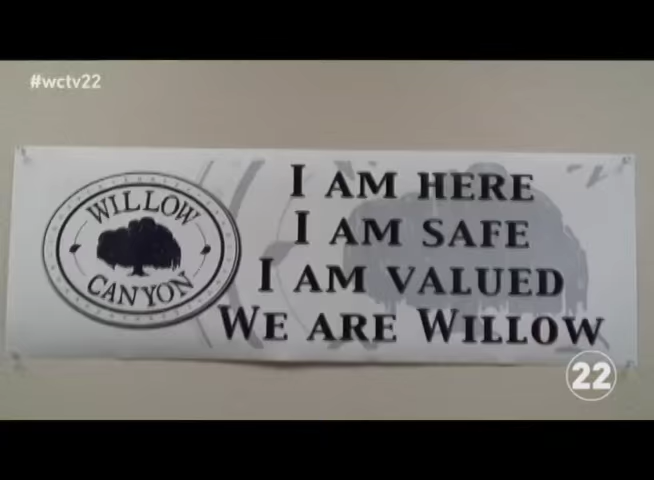 #wctv22
WILLOW
CANYON
I AM HERE
I AM SAFE
I AM VALUED
WE ARE WILLOW
22